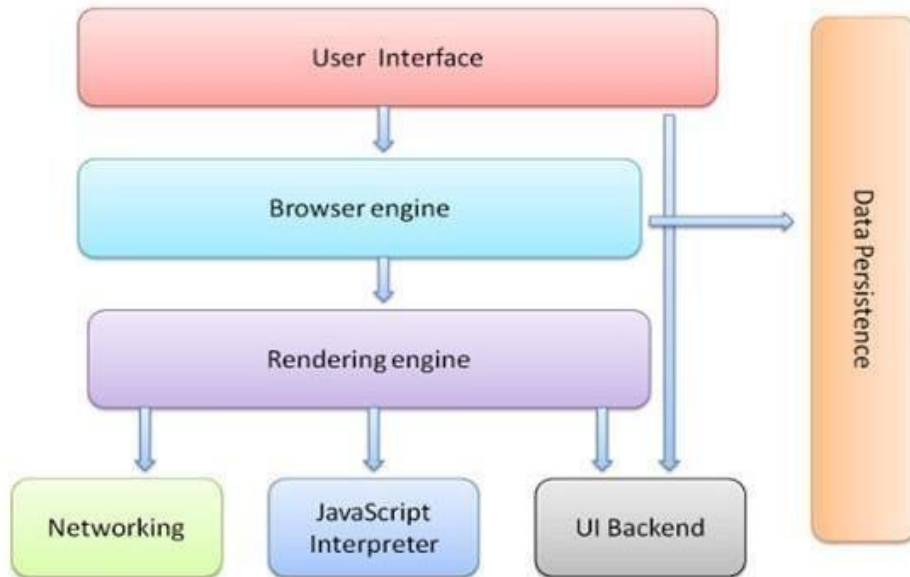 User Interface
Browser engine
Data Persistence
Rendering engine
Networking
JavaScript
Interpreter
UI Backend